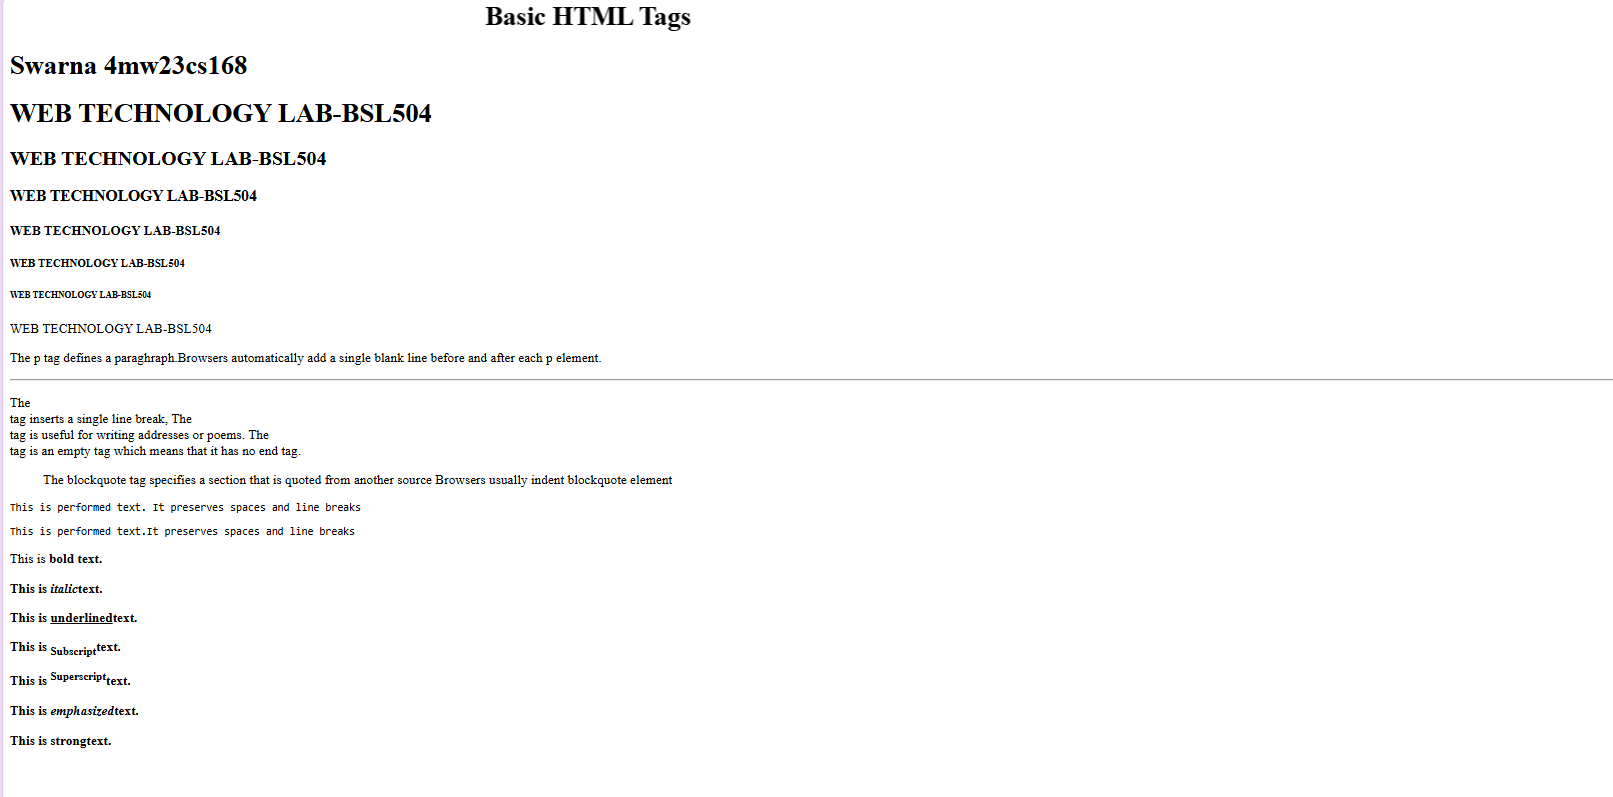 Basic HTML Tags
Swarna 4mw23cs168
WEB TECHNOLOGY LAB-BSL504
WEB TECHNOLOGY LAB-BSL504
WEB TECHNOLOGY LAB-BSL504
WEB TECHNOLOGY LAB-BSL504
WEB TECHNOLOGY LAB-BSL504
WEB TECHNOLOGY LAB-BSL504
WEB TECHNOLOGY LAB-BSL504
The p tag defines a paraghraph.Browsers automatically add a single blank line before and after each p element.
The
tag inserts a single line break, The
tag is useful for writing addresses or poems. The
tag is an empty tag which means that it has no end tag.
The blockquote tag specifies a section that is quoted from another source Browsers usually indent blockquote element
This is performed text. It preserves spaces and line breaks
This is performed text.It preserves spaces and line breaks
This is bold text.
This is italictext.
This is underlinedtext.
This is Subscripttext.
This is Superscripttext.
This is emphasizedtext.
This is strongtext.